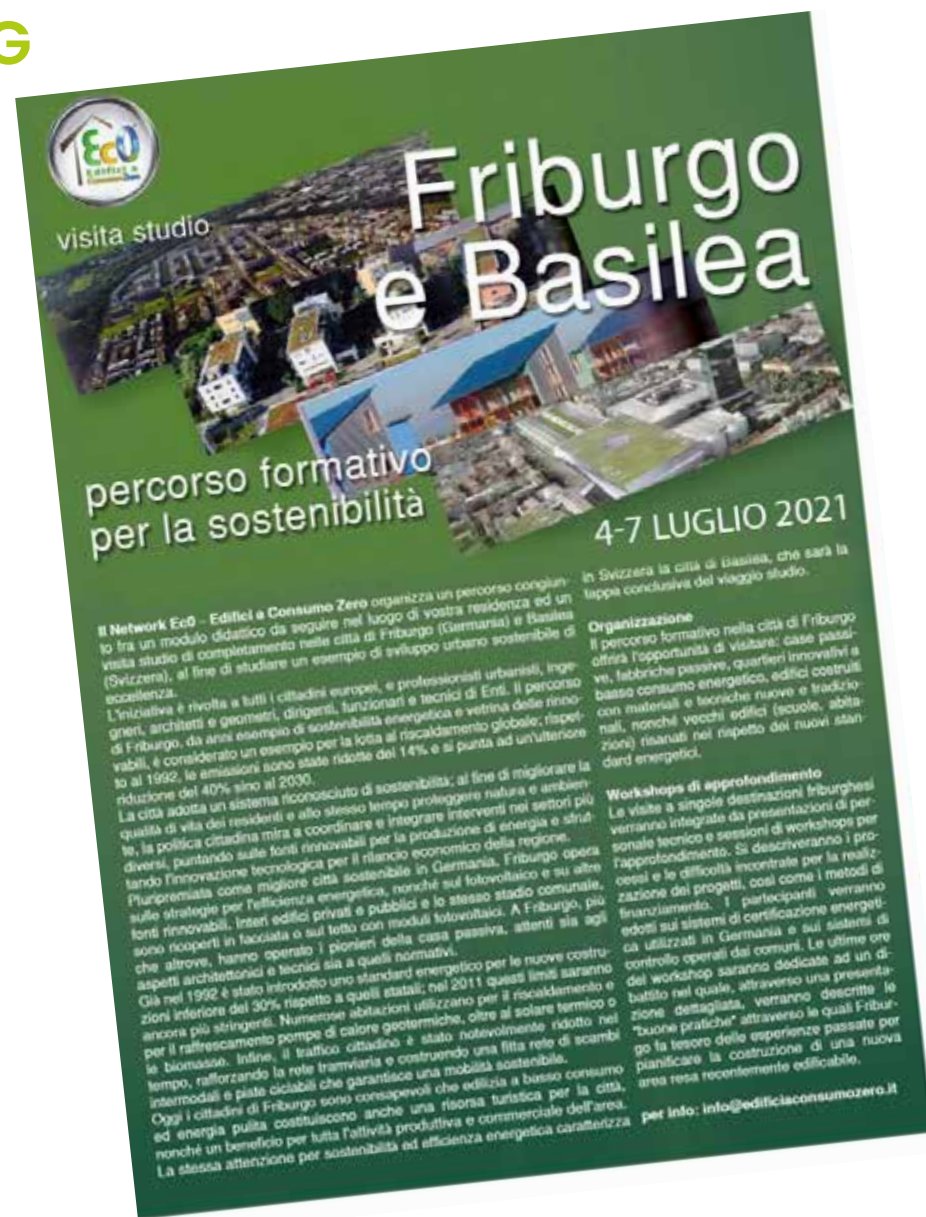 G
Ec0
Edifici a
visita studio
Friburgo
e Basilea
percorso formativo
per la sostenibilità
4-7 LUGLIO 2021
Il Network Ec0 - Edifici a Consumo Zero organizza un percorso congiun-
to fra un modulo didattico da seguire nel luogo di vostra residenza ed un
visita studio di completamento nelle città di Friburgo (Germania) e Basilea
(Svizzera), al fine di studiare un esempio di sviluppo urbano sostenibile di
eccellenza.
L'iniziativa è rivolta a tutti i cittadini europei, e professionisti urbanisti, inge-
gneri, architetti e geometri, dirigenti, funzionari e tecnici di Enti. Il percorso
di Friburgo, da anni esempio di sostenibilità energetica e vetrina delle rinno-
vabili, è considerato un esempio per la lotta al riscaldamento globale; rispet-
to al 1992, le emissioni sono state ridotte del 14% e si punta ad un'ulteriore
riduzione del 40% sino al 2030.
La città adotta un sistema riconosciuto di sostenibilità; al fine di migliorare la
qualità di vita dei residenti e allo stesso tempo proteggere natura e ambien-
te, la politica cittadina mira a coordinare e integrare interventi nei settori più
diversi, puntando sulle fonti rinnovabili per la produzione di energia e sfrut-
tando l'innovazione tecnologica per il rilancio economico della regione.
Pluripremiata come migliore città sostenibile in Germania, Friburgo opera
sulle strategie per l'efficienza energetica, nonché sul fotovoltaico e su altre
fonti rinnovabili. Interi edifici privati e pubblici e lo stesso stadio comunale,
sono ricoperti in facciata o sul tetto con moduli fotovoltaici. A Friburgo, più
che altrove, hanno operato i pionieri della casa passiva, attenti sia agli
aspetti architettonici e tecnici sia a quelli normativi.
Già nel 1992 è stato introdotto uno standard energetico per le nuove costru-
zioni inferiore del 30% rispetto a quelli statali; nel 2011 questi limiti saranno
ancora più stringenti. Numerose abitazioni utilizzano per il riscaldamento e
per il raffrescamento pompe di calore geotermiche, oltre al solare termico o
le biomasse. Infine, il traffico cittadino è stato notevolmente ridotto nel
tempo, rafforzando la rete tramviaria e costruendo una fitta rete di scambi
intermodali e piste ciclabili che garantisce una mobilità sostenibile.
Oggi i cittadini di Friburgo sono consapevoli che edilizia a basso consumo
ed energia pulita costituiscono anche una risorsa turistica per la città,
nonché un beneficio per tutta l'attività produttiva e commerciale dell'area.
La stessa attenzione per sostenibilità ed efficienza energetica caratterizza
in Svizzera la città di Basilea, che sarà la
tappa conclusiva del viaggio studio.
Organizzazione
Il percorso formativo nella città di Friburgo
offrirà l'opportunità di visitare: case passi-
ve, fabbriche passive, quartieri innovativi a
basso consumo energetico, edifici costruiti
con materiali e tecniche nuove e tradizio-
nali, nonché vecchi edifici (scuole, abita-
zioni) risanati nel rispetto dei nuovi stan-
dard energetici.
Workshops di approfondimento
Le visite a singole destinazioni friburghesi
verranno integrate da presentazioni di per-
sonale tecnico e sessioni di workshops per
l'approfondimento. Si descriveranno i pro-
cessi e le difficoltà incontrate per la realiz-
zazione dei progetti, così come i metodi di
finanziamento. I partecipanti verranno
edotti sui sistemi di certificazione energeti-
ca utilizzati in Germania e sui sistemi di
controllo operati dai comuni. Le ultime ore
del workshop saranno dedicate ad un di-
battito nel quale, attraverso una presenta-
zione dettagliata, verranno descritte le
"buone pratiche" attraverso le quali Fribur-
go fa tesoro delle esperienze passate per
pianificare la costruzione di una nuova
area resa recentemente edificabile.
per info: info@edificiaconsumozero.it